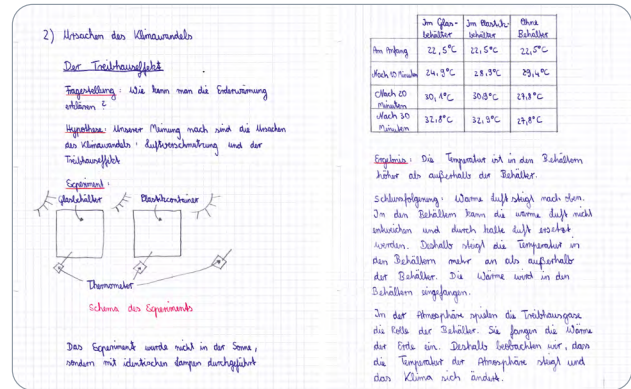 2) Ursachen des Klimawandels
Der Treibhauseffekt
Fragestellung : Wie kann man die Erderwärmung
erklären ?
Hypothese : Unserer Meinung nach sind die Ursachen
des Klimawandels : Luftverschmutzung und der
Treibhauseffekt
Experiment :
Glasbehälter Plastikcontainer
Thermometer
Schema des Experiments
Das Experiment wurde nicht in der Sonne,
sondern mit identischen Lampen durchgeführt
Im Glas- Im Plastik- Ohne
behälter behälter Behälter
Am Anfang 22,5°C 22,5°C 22,5°C
Nach 10 Minuten 24,9°C 28,9°C 29,4°C
Nach 20 30,1°C 30,9°C 27,8°C
Minuten
Nach 30 32,8°C 32,9°C 27,8°C
Minuten
Ergebnis : Die Temperatur ist in den Behältern
höher als außerhalb der Behälter.
Schlussfolgerung : Warme Luft steigt nach oben.
In den Behältern kann die warme Luft nicht
entweichen und durch kalte Luft ersetzt
werden. Deshalb steigt die Temperatur in
den Behältern mehr an als außerhalb
der Behälter. Die Wärme wird in den
Behältern eingefangen.
In der Atmosphäre spielen die Treibhausgase
die Rolle der Behälter. Sie fangen die Wärme
der Erde ein. Deshalb beobachten wir, dass
die Temperatur der Atmosphäre steigt und
das Klima sich ändert.